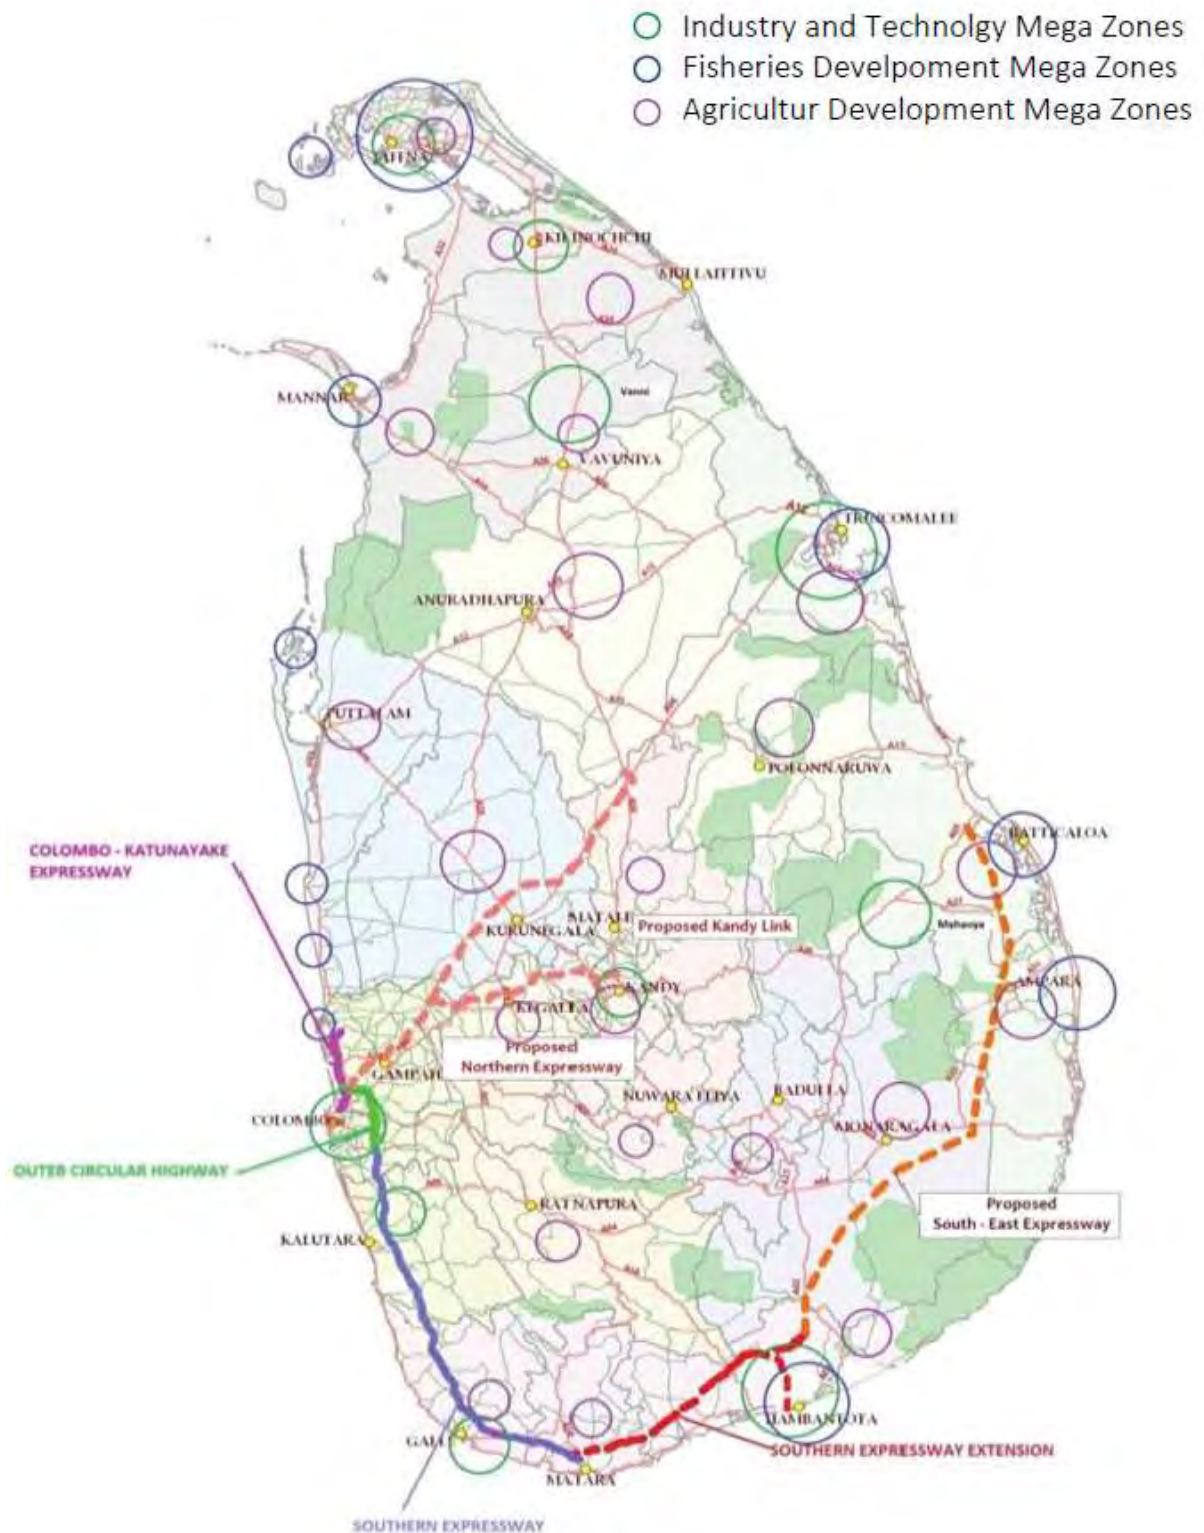 Industry and Technolgy Mega Zones
Fisheries Develpoment Mega Zones
Agricultur Development Mega Zones
JAFFNA
KILINOCHCHI
MULLAITTIVU
MANNAR
Vanni
VAVUNIYA
TRINCOMALEE
ANURADHAPURA
PUTTALAM
POLONNARUWA
BATTICALOA
COLOMBO - KATUNAYAKE
EXPRESSWAY
MATALE
KURUNEGALA
Proposed Kandy Link
Mahaoya
KANDY
AMPARA
KEGALLA
Proposed
Northern Expressway
GAMPAH
NUWARA ELIYA
BADULLA
COLOMBO
MONARAGALA
OUTER CIRCULAR HIGHWAY
RATNAPURA
Proposed
South - East Expressway
KALUTARA
HAMBANTOTA
GALLE
SOUTHERN EXPRESSWAY EXTENSION
MATARA
SOUTHERN EXPRESSWAY